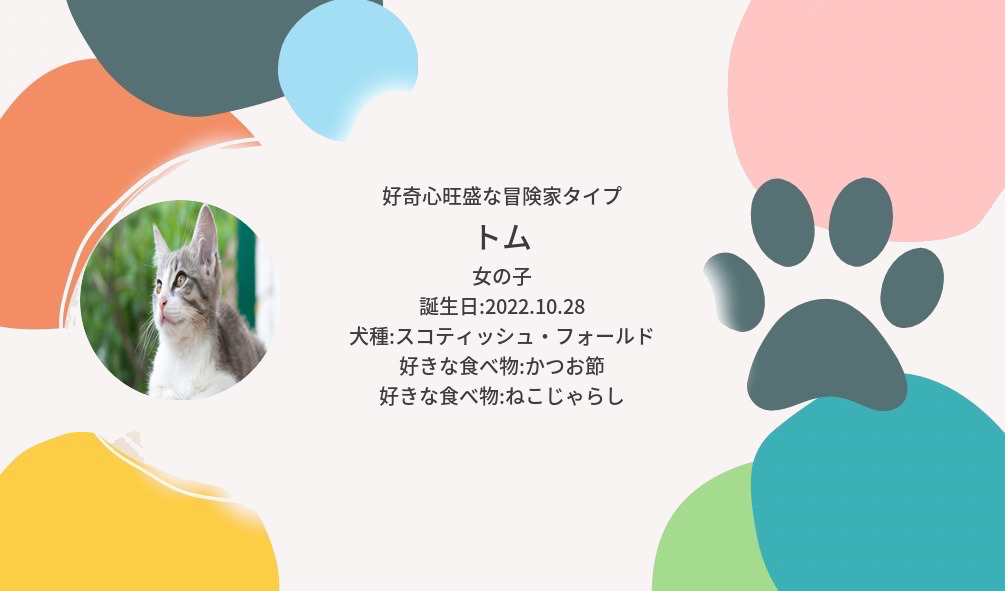 好奇心旺盛な冒険家タイプ
トム
女の子
誕生日:2022.10.28
犬種:スコティッシュ・フォールド
好きな食べ物:かつお節
好きな食べ物:ねこじゃらし